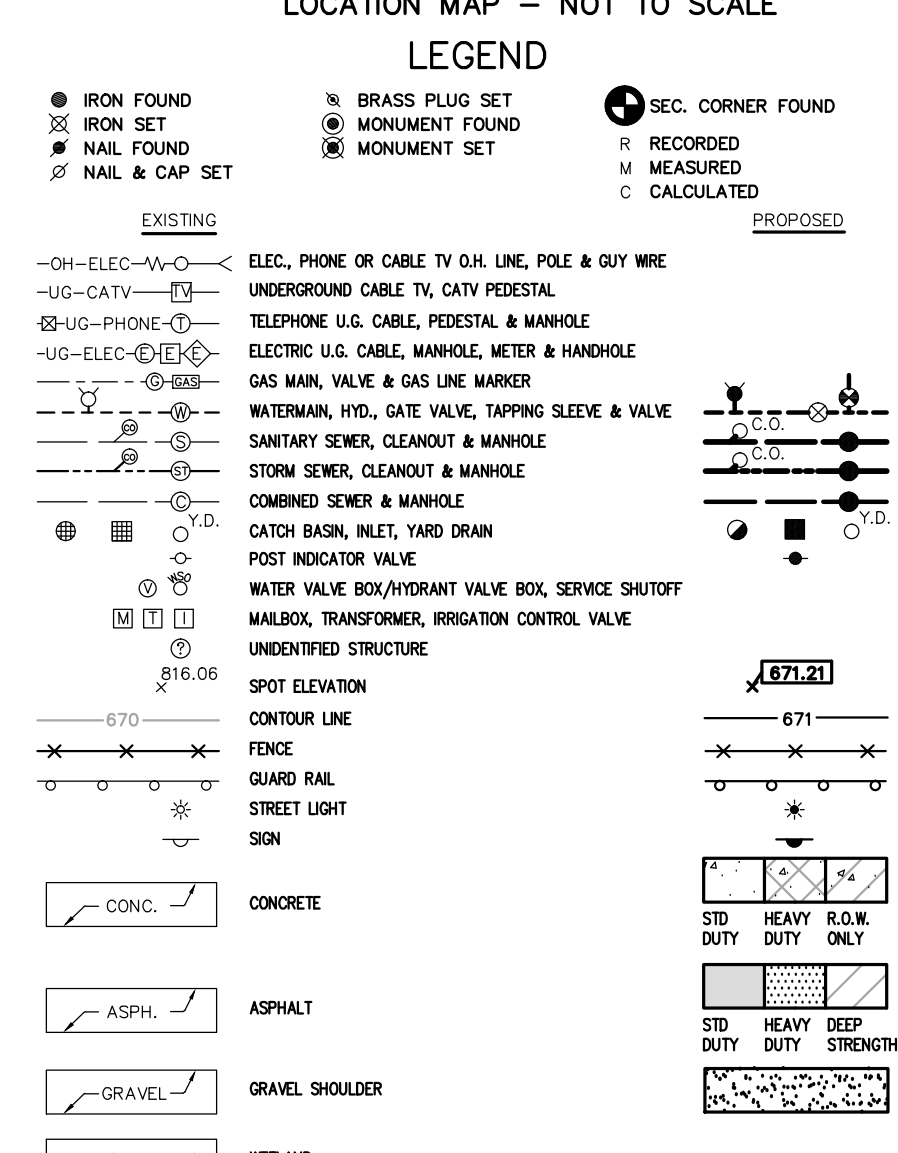 LOCATION MAP – NOT TO SCALE
LEGEND
IRON FOUND
IRON SET
NAIL FOUND
NAIL & CAP SET
BRASS PLUG SET
MONUMENT FOUND
MONUMENT SET
SEC. CORNER FOUND
R RECORDED
M MEASURED
C CALCULATED
EXISTING PROPOSED
OH-ELEC ELEC., PHONE OR CABLE TV O.H. LINE, POLE & GUY WIRE
UG-CATV TV UNDERGROUND CABLE TV, CATV PEDESTAL
UG-PHONE T TELEPHONE U.G. CABLE, PEDESTAL & MANHOLE
UG-ELEC E E E ELECTRIC U.G. CABLE, MANHOLE, METER & HANDHOLE
G GAS GAS MAIN, VALVE & GAS LINE MARKER
W WATERMAIN, HYD., GATE VALVE, TAPPING SLEEVE & VALVE
CO S SANITARY SEWER, CLEANOUT & MANHOLE C.O.
CO ST STORM SEWER, CLEANOUT & MANHOLE C.O.
C COMBINED SEWER & MANHOLE
Y.D. CATCH BASIN, INLET, YARD DRAIN Y.D.
POST INDICATOR VALVE
V WSO WATER VALVE BOX/HYDRANT VALVE BOX, SERVICE SHUTOFF
M T I MAILBOX, TRANSFORMER, IRRIGATION CONTROL VALVE
? UNIDENTIFIED STRUCTURE
816.06 SPOT ELEVATION 671.21
670 CONTOUR LINE 671
FENCE
GUARD RAIL
STREET LIGHT
SIGN
CONC. CONCRETE
STD DUTY
HEAVY DUTY
R.O.W. ONLY
ASPH. ASPHALT
STD DUTY
HEAVY DUTY
DEEP STRENGTH
GRAVEL GRAVEL SHOULDER